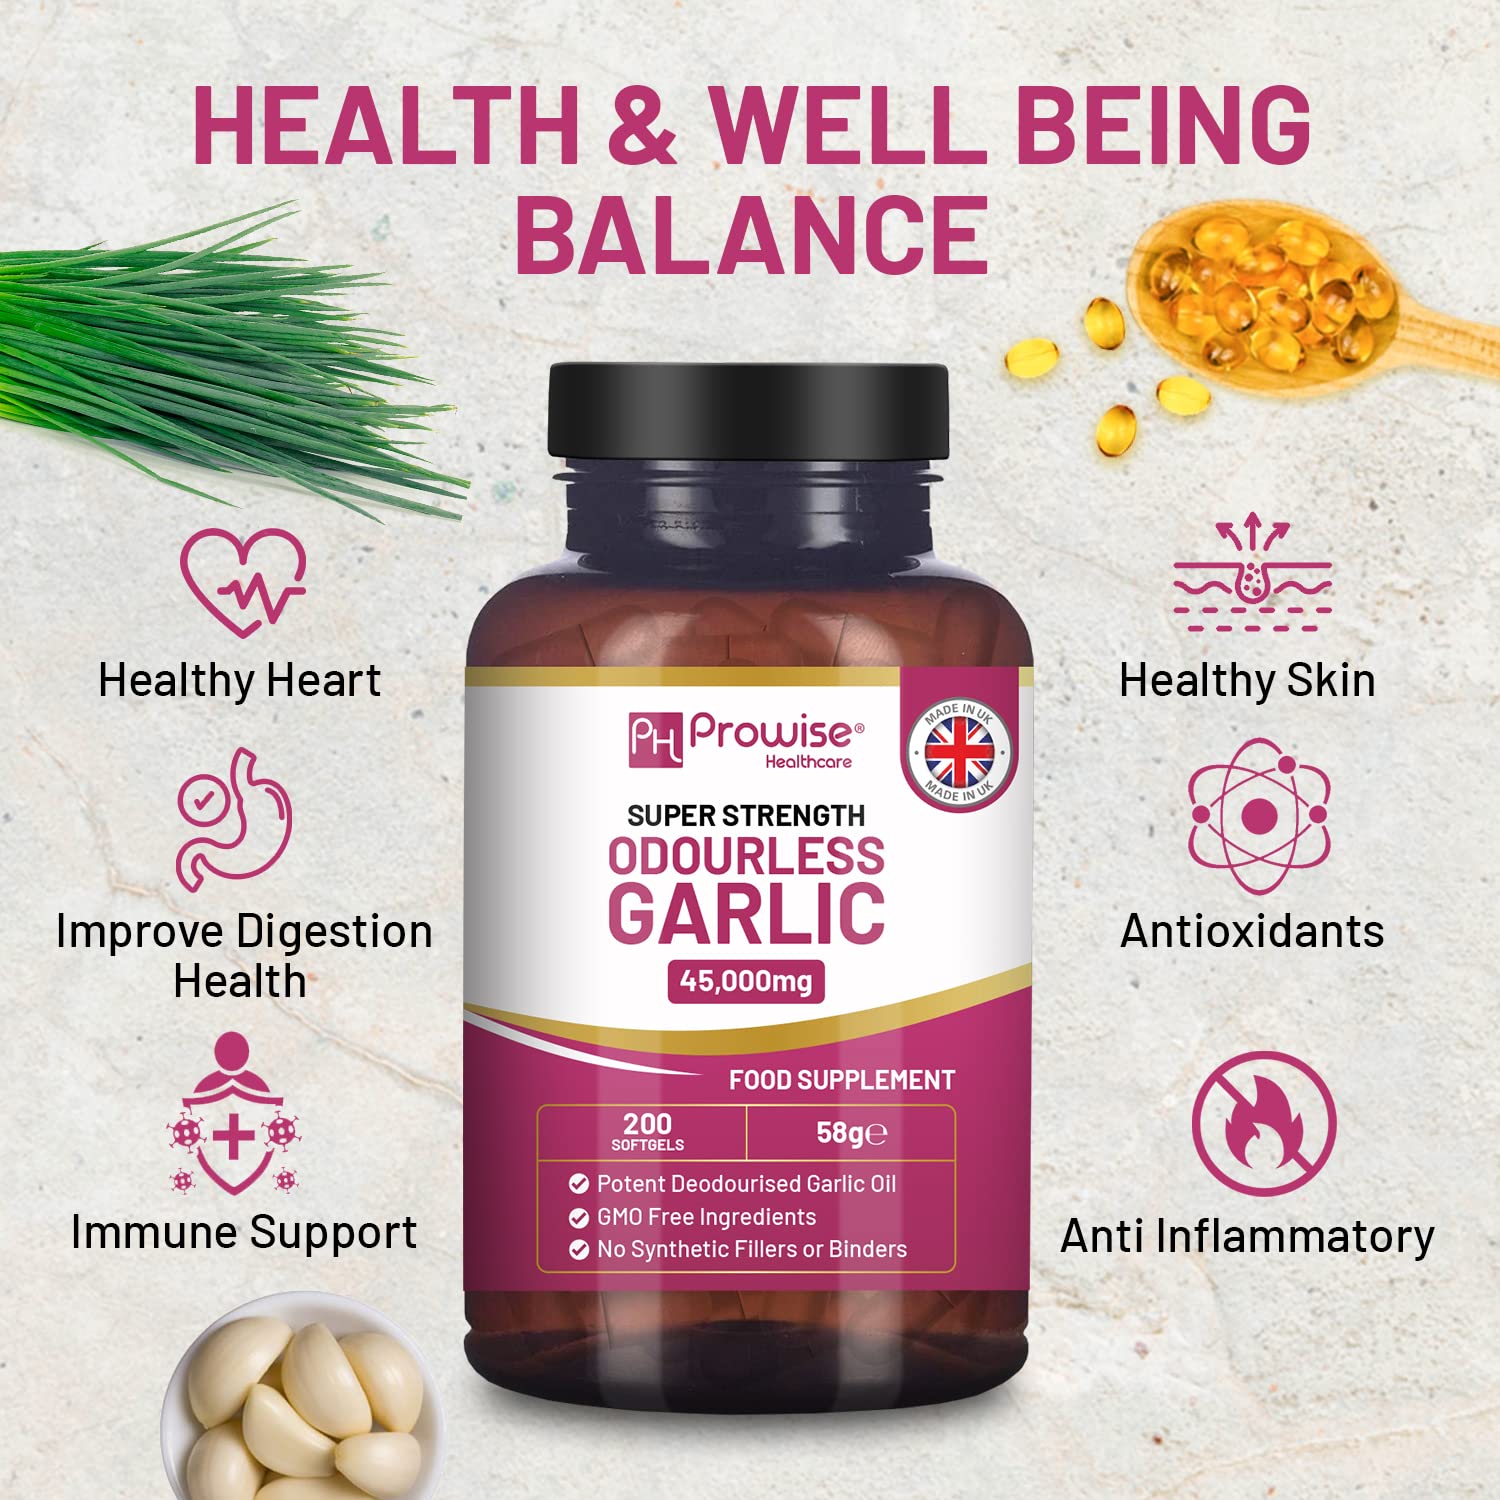 HEALTH & WELL BEING
BALANCE
Healthy Heart
Improve Digestion
Health
Immune Support
Healthy Skin
Antioxidants
Anti Inflammatory
PH Prowise®
Healthcare
MADE IN UK
MADE IN UK
SUPER STRENGTH
ODOURLESS
GARLIC
45,000mg
FOOD SUPPLEMENT
200
SOFTGELS
58g℮
Potent Deodourised Garlic Oil
GMO Free Ingredients
No Synthetic Fillers or Binders